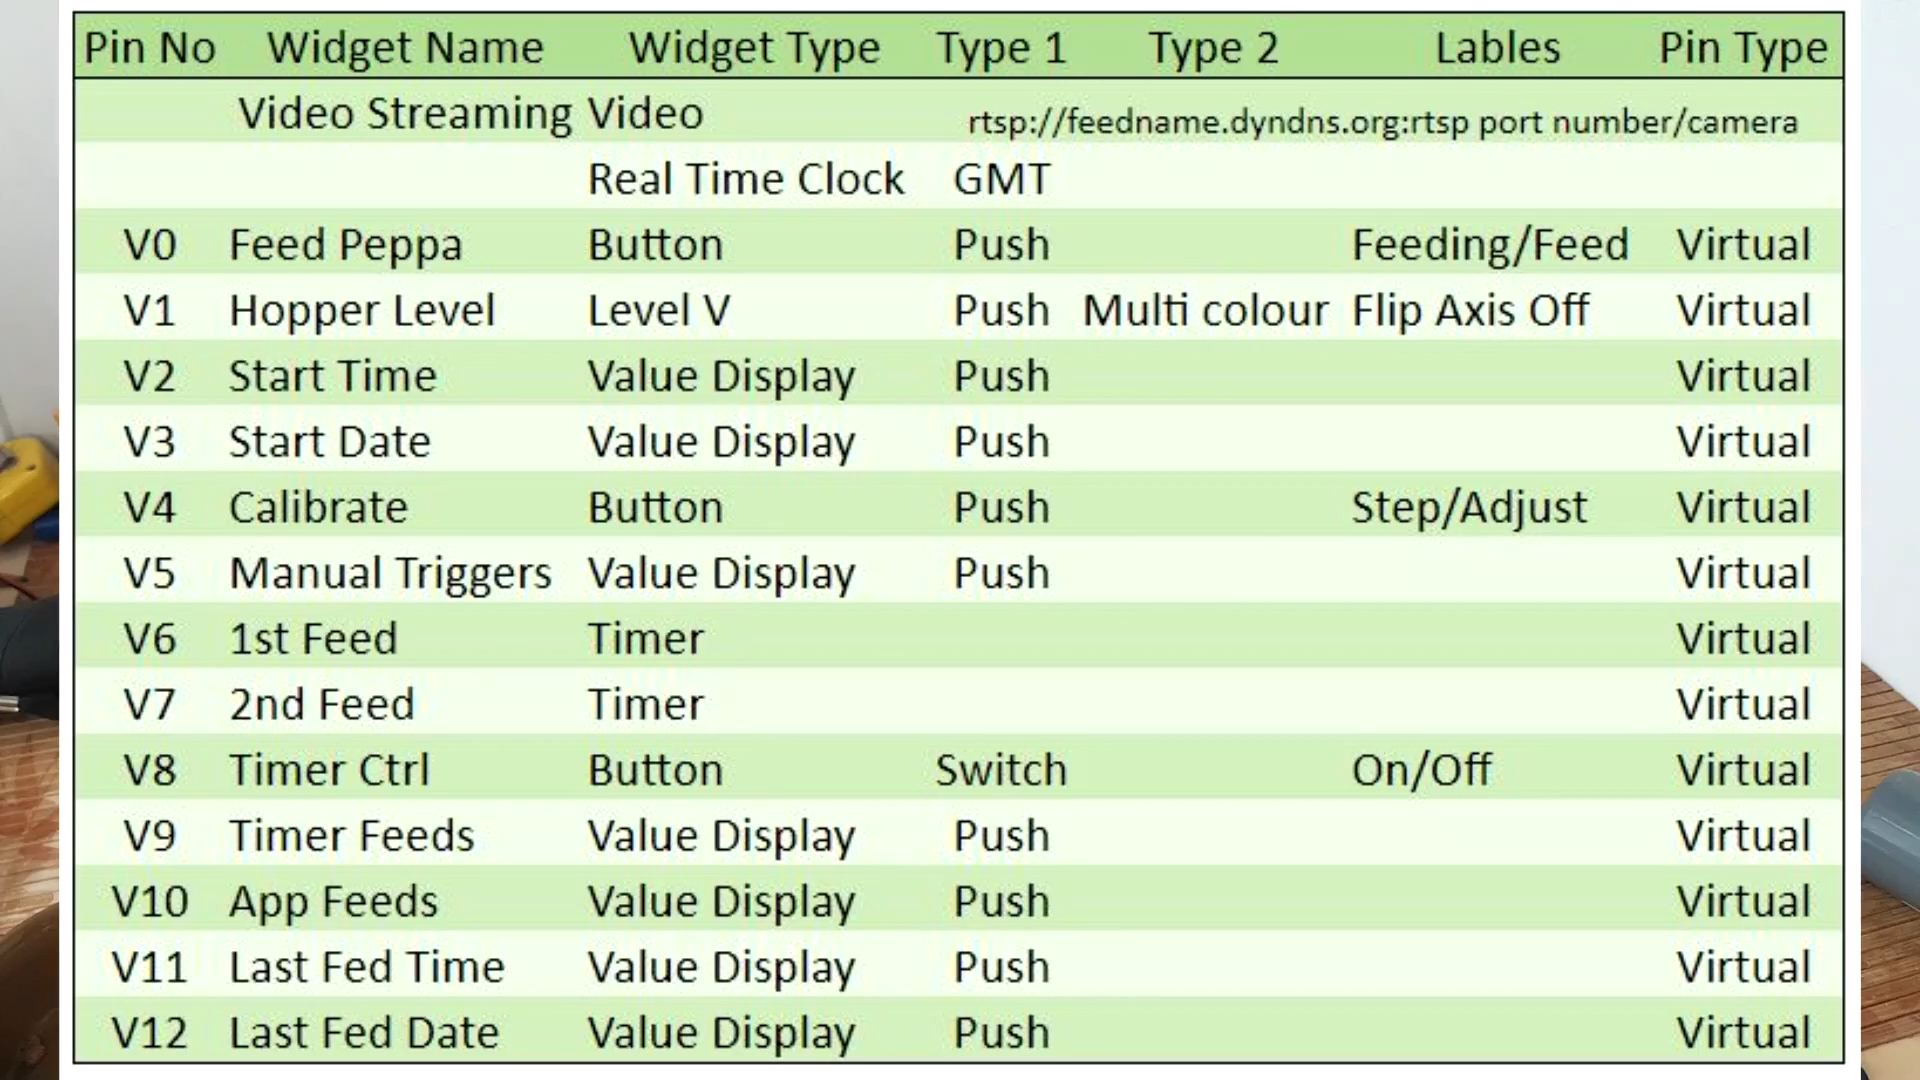 Pin No Widget Name Widget Type Type 1 Type 2 Lables Pin Type
Video Streaming Video rtsp://feedname.dyndns.org:rtsp port number/camera
Real Time Clock GMT
V0 Feed Peppa Button Push Feeding/Feed Virtual
V1 Hopper Level Level V Push Multi colour Flip Axis Off Virtual
V2 Start Time Value Display Push Virtual
V3 Start Date Value Display Push Virtual
V4 Calibrate Button Push Step/Adjust Virtual
V5 Manual Triggers Value Display Push Virtual
V6 1st Feed Timer Virtual
V7 2nd Feed Timer Virtual
V8 Timer Ctrl Button Switch On/Off Virtual
V9 Timer Feeds Value Display Push Virtual
V10 App Feeds Value Display Push Virtual
V11 Last Fed Time Value Display Push Virtual
V12 Last Fed Date Value Display Push Virtual